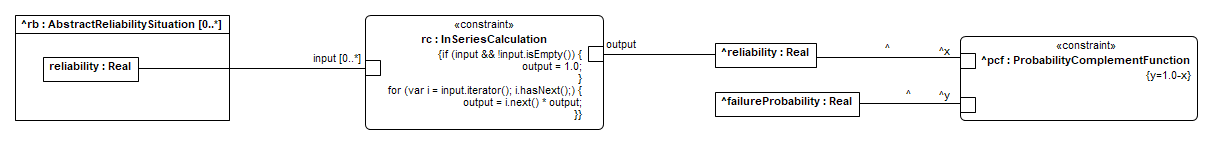 ^rb : AbstractReliabilitySituation [0..*]
reliability : Real
input [0..*]
«constraint»
rc : InSeriesCalculation
{if (input && !input.isEmpty()) {
output = 1.0;
}
for (var i = input.iterator(); i.hasNext();) {
output = i.next() * output;
}}
output
^reliability : Real
^
^x
^failureProbability : Real
^
^y
«constraint»
^pcf : ProbabilityComplementFunction
{y=1.0-x}